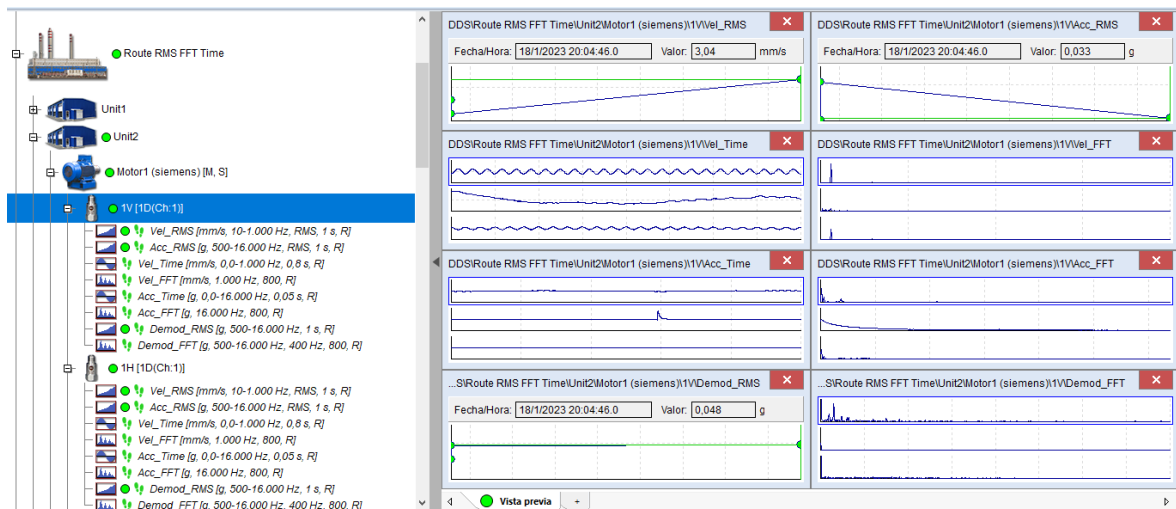 Route RMS FFT Time
Unit1
Unit2
Motor1 (siemens) [M, S]
1V [1D(Ch:1)]
Vel_RMS [mm/s, 10-1.000 Hz, RMS, 1 s, R]
Acc_RMS [g, 500-16.000 Hz, RMS, 1 s, R]
Vel_Time [mm/s, 0,0-1.000 Hz, 0,8 s, R]
Vel_FFT [mm/s, 1.000 Hz, 800, R]
Acc_Time [g, 0,0-16.000 Hz, 0,05 s, R]
Acc_FFT [g, 16.000 Hz, 800, R]
Demod_RMS [g, 500-16.000 Hz, 1 s, R]
Demod_FFT [g, 500-16.000 Hz, 400 Hz, 800, R]
1H [1D(Ch:1)]
Vel_RMS [mm/s, 10-1.000 Hz, RMS, 1 s, R]
Acc_RMS [g, 500-16.000 Hz, RMS, 1 s, R]
Vel_Time [mm/s, 0,0-1.000 Hz, 0,8 s, R]
Vel_FFT [mm/s, 1.000 Hz, 800, R]
Acc_Time [g, 0,0-16.000 Hz, 0,05 s, R]
Acc_FFT [g, 16.000 Hz, 800, R]
Demod_RMS [g, 500-16.000 Hz, 1 s, R]
Demod_FFT [g, 500-16.000 Hz, 400 Hz, 800, R]
DDS\Route RMS FFT Time\Unit2\Motor1 (siemens)\1V\Vel_RMS
Fecha/Hora: 18/1/2023 20:04:46.0 Valor: 3,04 mm/s
DDS\Route RMS FFT Time\Unit2\Motor1 (siemens)\1V\Acc_RMS
Fecha/Hora: 18/1/2023 20:04:46.0 Valor: 0,033 g
DDS\Route RMS FFT Time\Unit2\Motor1 (siemens)\1V\Vel_Time
DDS\Route RMS FFT Time\Unit2\Motor1 (siemens)\1V\Vel_FFT
DDS\Route RMS FFT Time\Unit2\Motor1 (siemens)\1V\Acc_Time
DDS\Route RMS FFT Time\Unit2\Motor1 (siemens)\1V\Acc_FFT
...S\Route RMS FFT Time\Unit2\Motor1 (siemens)\1V\Demod_RMS
Fecha/Hora: 18/1/2023 20:04:46.0 Valor: 0,048 g
...S\Route RMS FFT Time\Unit2\Motor1 (siemens)\1V\Demod_FFT
Vista previa +